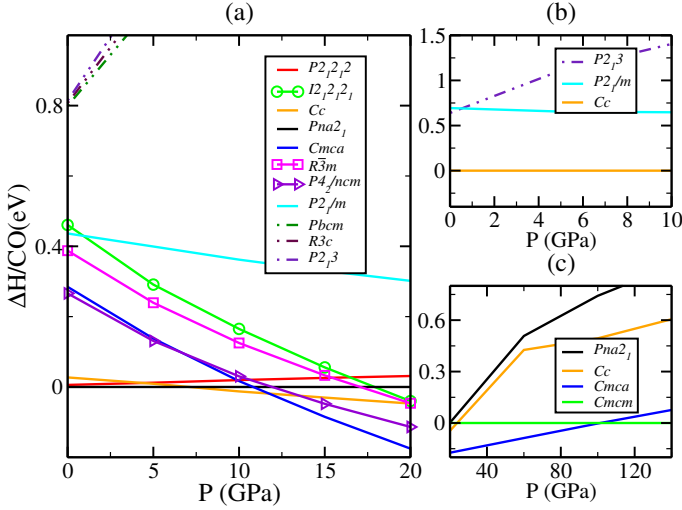 (a)
ΔH/CO(eV)
0.8
0.4
0
P2₁2₁2
I2₁2₁2₁
Cc
Pna2₁
Cmca
R3̅m
P4₂/ncm
P2₁/m
Pbcm
R3c
P2₁3
0 5 10 15 20
P (GPa)
(b)
1.5
1
0.5
0
P2₁3
P2₁/m
Cc
0 2 4 6 8 10
P (GPa)
(c)
0.6
0.3
0
Pna2₁
Cc
Cmca
Cmcm
40 80 120
P (GPa)